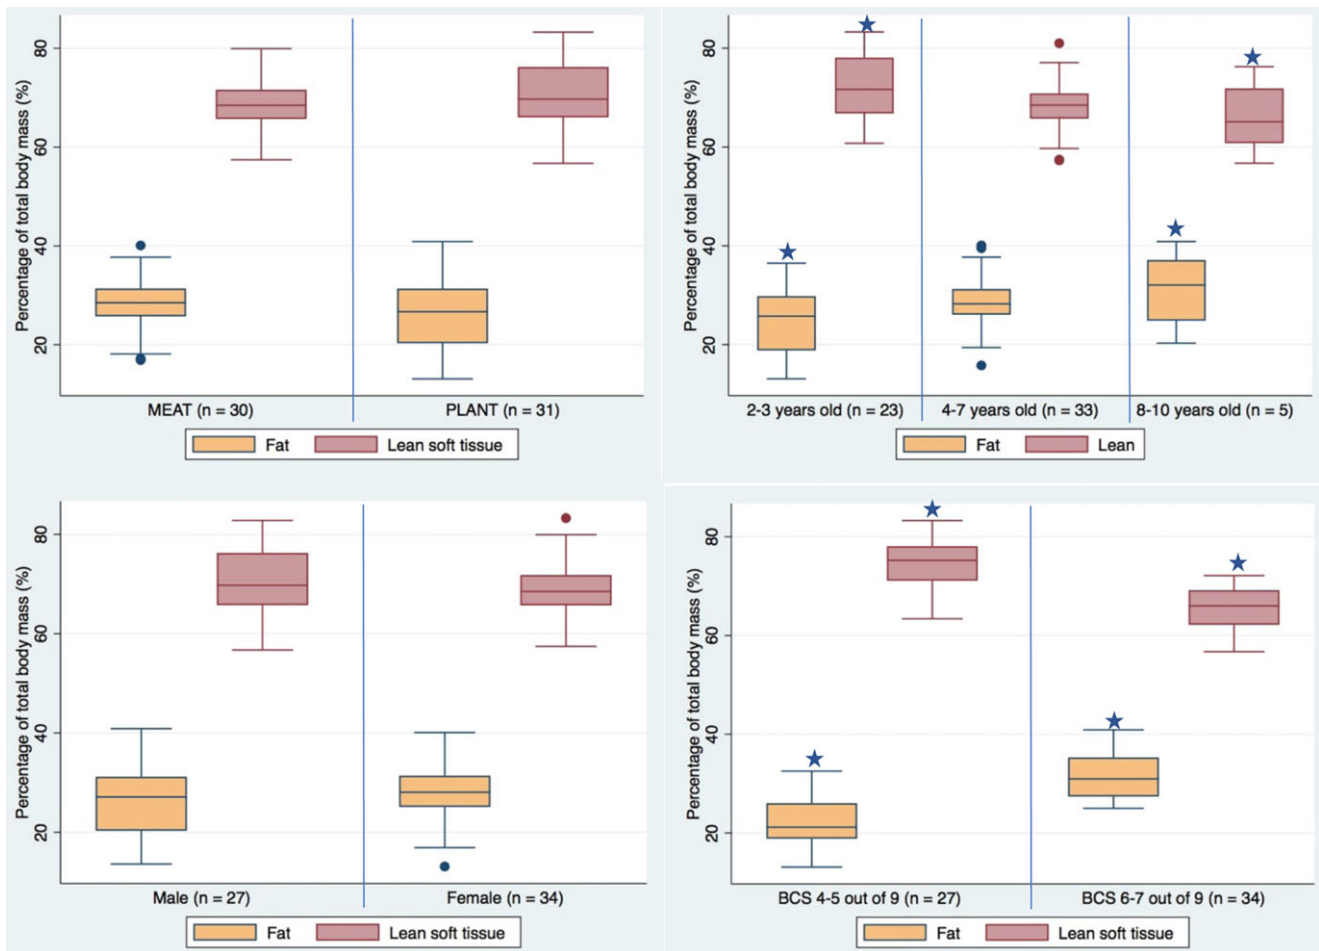 Percentage of total body mass (%)
80
60
40
20
MEAT (n = 30) PLANT (n = 31)
Fat Lean soft tissue
Percentage of total body mass (%)
80
60
40
20
2-3 years old (n = 23) 4-7 years old (n = 33) 8-10 years old (n = 5)
Fat Lean
Percentage of total body mass (%)
80
60
40
20
Male (n = 27) Female (n = 34)
Fat Lean soft tissue
Percentage of total body mass (%)
80
60
40
20
BCS 4-5 out of 9 (n = 27) BCS 6-7 out of 9 (n = 34)
Fat Lean soft tissue